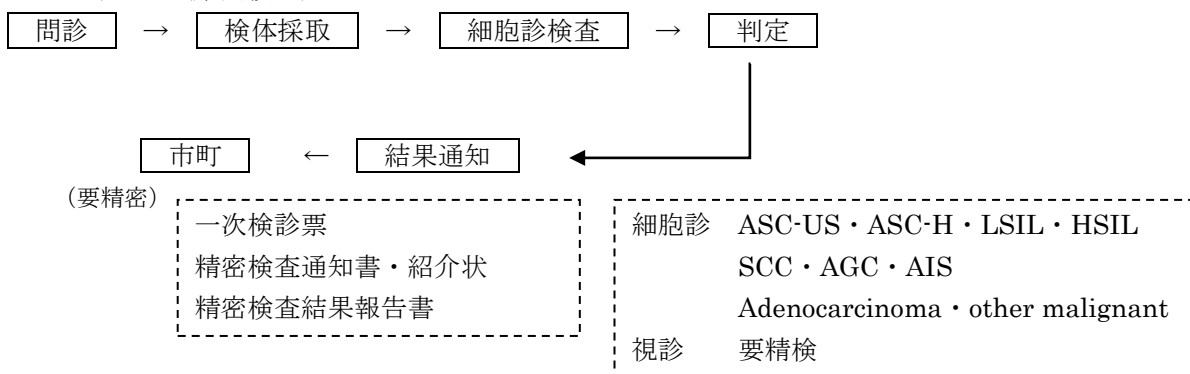 問診 → 検体採取 → 細胞診検査 → 判定
市町 ← 結果通知
(要精密)
一次検診票
精密検査通知書・紹介状
精密検査結果報告書
細胞診 ASC-US・ASC-H・LSIL・HSIL
SCC・AGC・AIS
Adenocarcinoma・other malignant
視診 要精検